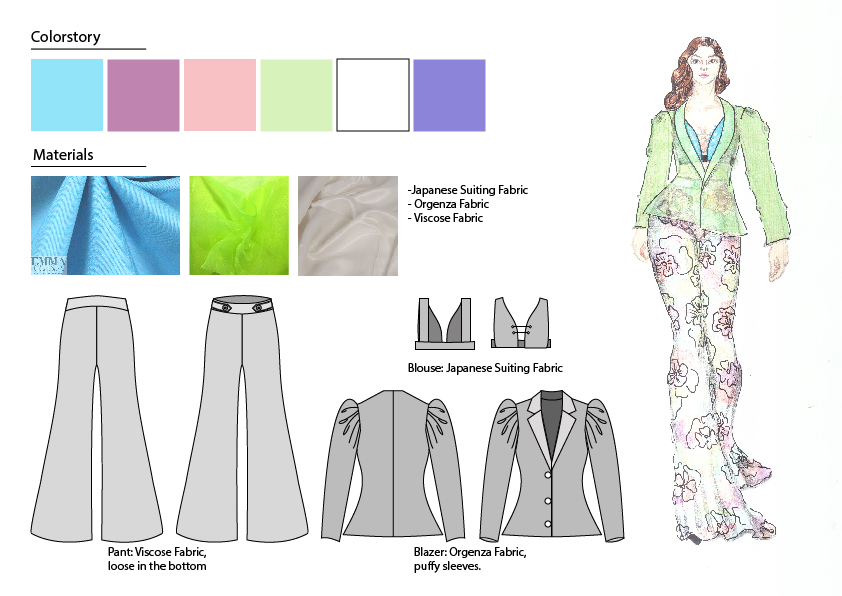 Colorstory
Materials
-Japanese Suiting Fabric
- Orgenza Fabric
- Viscose Fabric
EMMA
Blouse: Japanese Suiting Fabric
Pant: Viscose Fabric,
loose in the bottom
Blazer: Orgenza Fabric,
puffy sleeves.